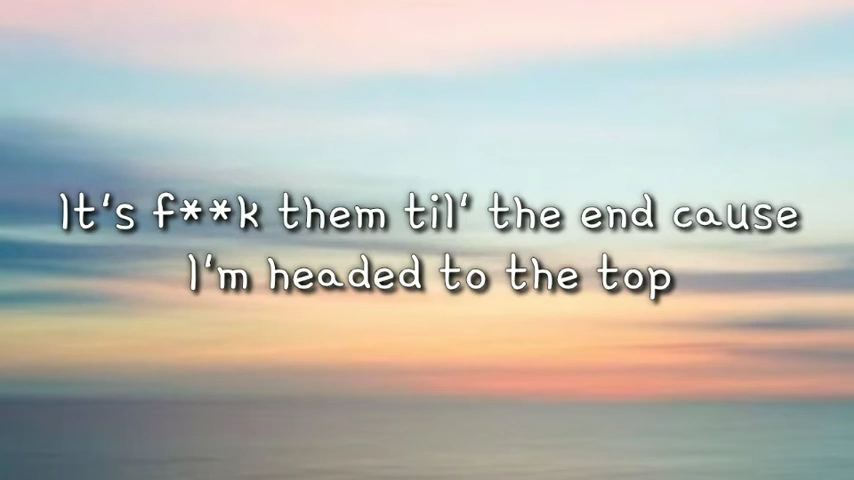 It's f**k them til' the end cause
I'm headed to the top